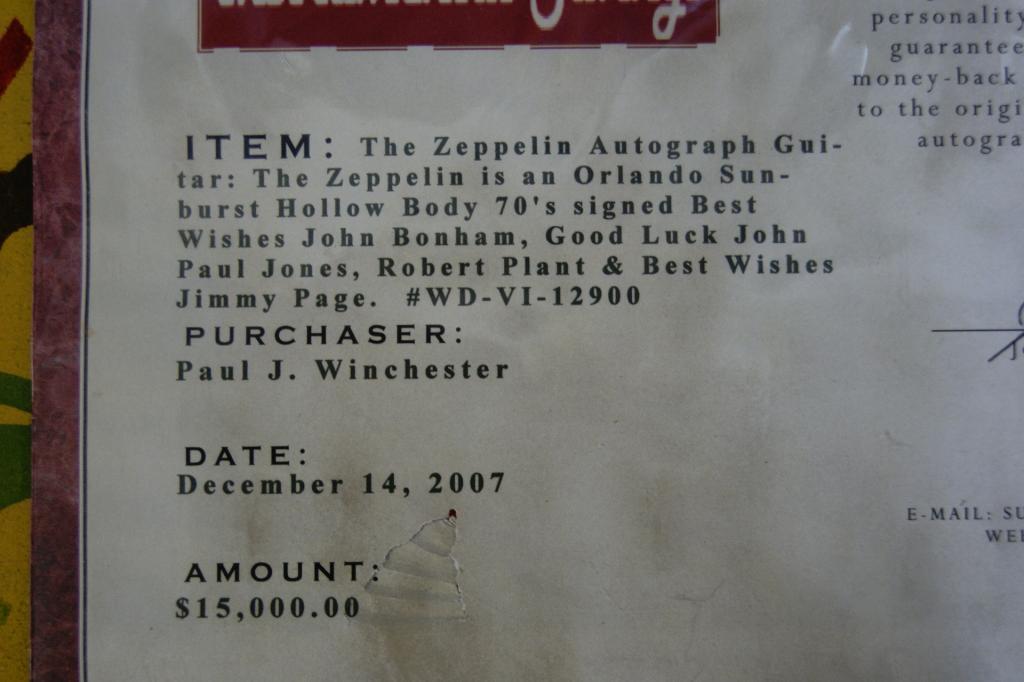 personality
guarantee
money-back
to the origi
autogra
ITEM: The Zeppelin Autograph Gui-
tar: The Zeppelin is an Orlando Sun-
burst Hollow Body 70's signed Best
Wishes John Bonham, Good Luck John
Paul Jones, Robert Plant & Best Wishes
Jimmy Page. #WD-VI-12900
PURCHASER:
Paul J. Winchester
DATE:
December 14, 2007
AMOUNT:
$15,000.00
E-MAIL: SU
WE